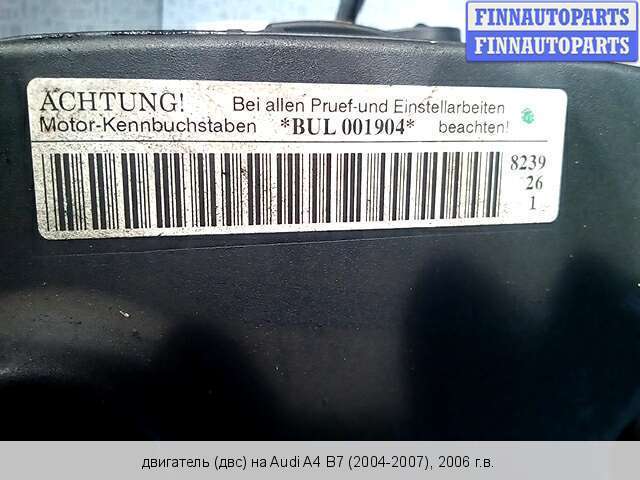 FINNAUTOPARTS
FINNAUTOPARTS
ACHTUNG! Bei allen Pruef-und Einstellarbeiten
Motor-Kennbuchstaben *BUL 001904* beachten!
8239
26
1
двигатель (двс) на Audi A4 B7 (2004-2007), 2006 г.в.